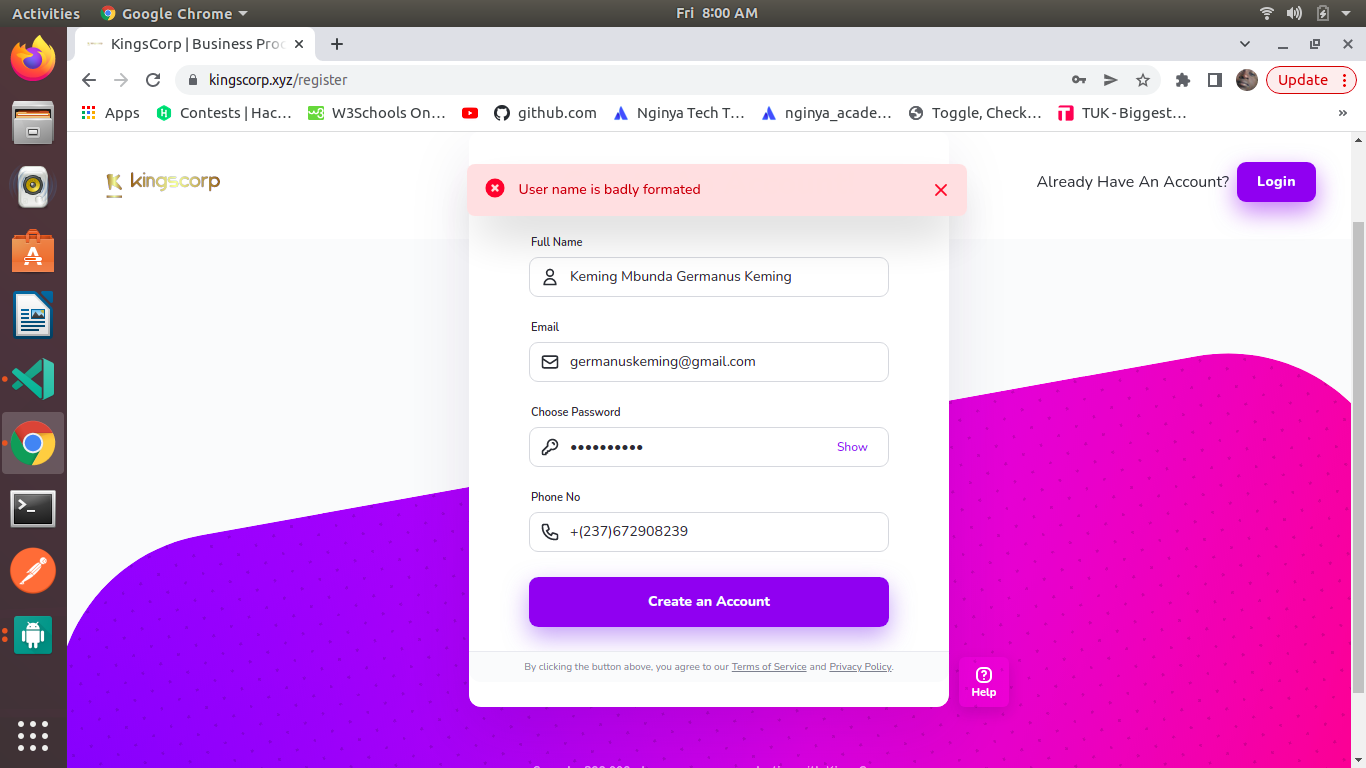 Activities
Google Chrome
Fri 8:00 AM
KingsCorp | Business Proc
kingscorp.xyz/register
Update
Apps
Contests | Hac…
W3Schools On…
github.com
Nginya Tech T…
nginya_acade…
Toggle, Check…
TUK - Biggest…
»
K kingscorp
Already Have An Account?
Login
User name is badly formated
Full Name
Keming Mbunda Germanus Keming
Email
germanuskeming@gmail.com
Choose Password
••••••••••
Show
Phone No
+(237)672908239
Create an Account
By clicking the button above, you agree to our Terms of Service and Privacy Policy.
Help